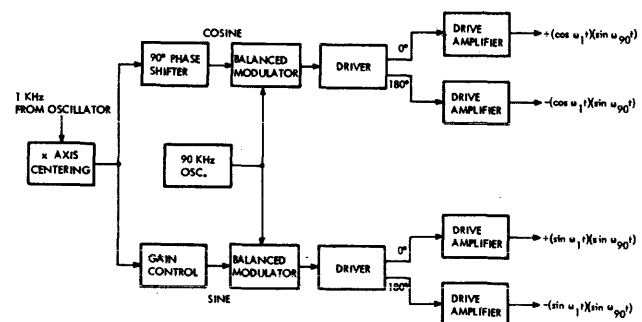 COSINE
90° PHASE
SHIFTER
BALANCED
MODULATOR
DRIVER
0°
180°
DRIVE
AMPLIFIER
+(cos ω1t)(sin ω90t)
DRIVE
AMPLIFIER
-(cos ω1t)(sin ω90t)
1 KHz
FROM OSCILLATOR
x AXIS
CENTERING
90 KHz
OSC.
GAIN
CONTROL
BALANCED
MODULATOR
SINE
DRIVER
0°
180°
DRIVE
AMPLIFIER
+(sin ω1t)(sin ω90t)
DRIVE
AMPLIFIER
-(sin ω1t)(sin ω90t)